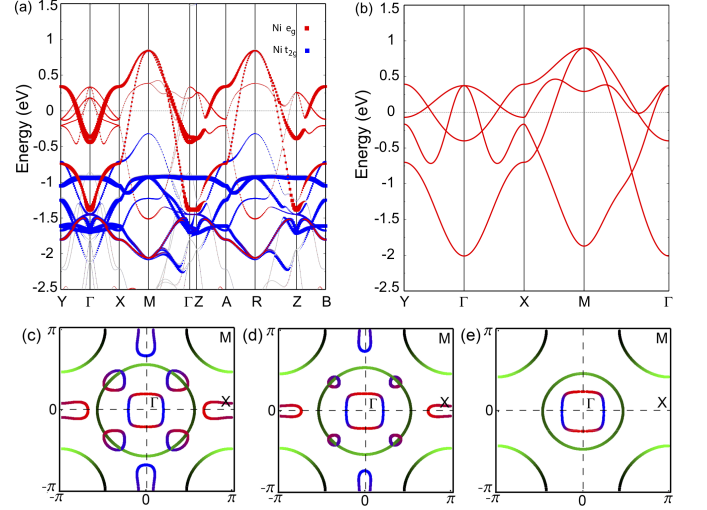 (a)
Ni eg
Ni t2g
Energy (eV)
1.5
1
0.5
0
-0.5
-1
-1.5
-2
-2.5
Y Γ X M Γ Z A R Z B
(b)
Energy (eV)
1.5
1
0.5
0
-0.5
-1
-1.5
-2
-2.5
Y Γ X M Γ
(c)
π
M
Γ
X
0
-π
-π 0 π
(d)
π
M
Γ
X
0
-π
-π 0 π
(e)
π
M
Γ
X
0
-π
-π 0 π